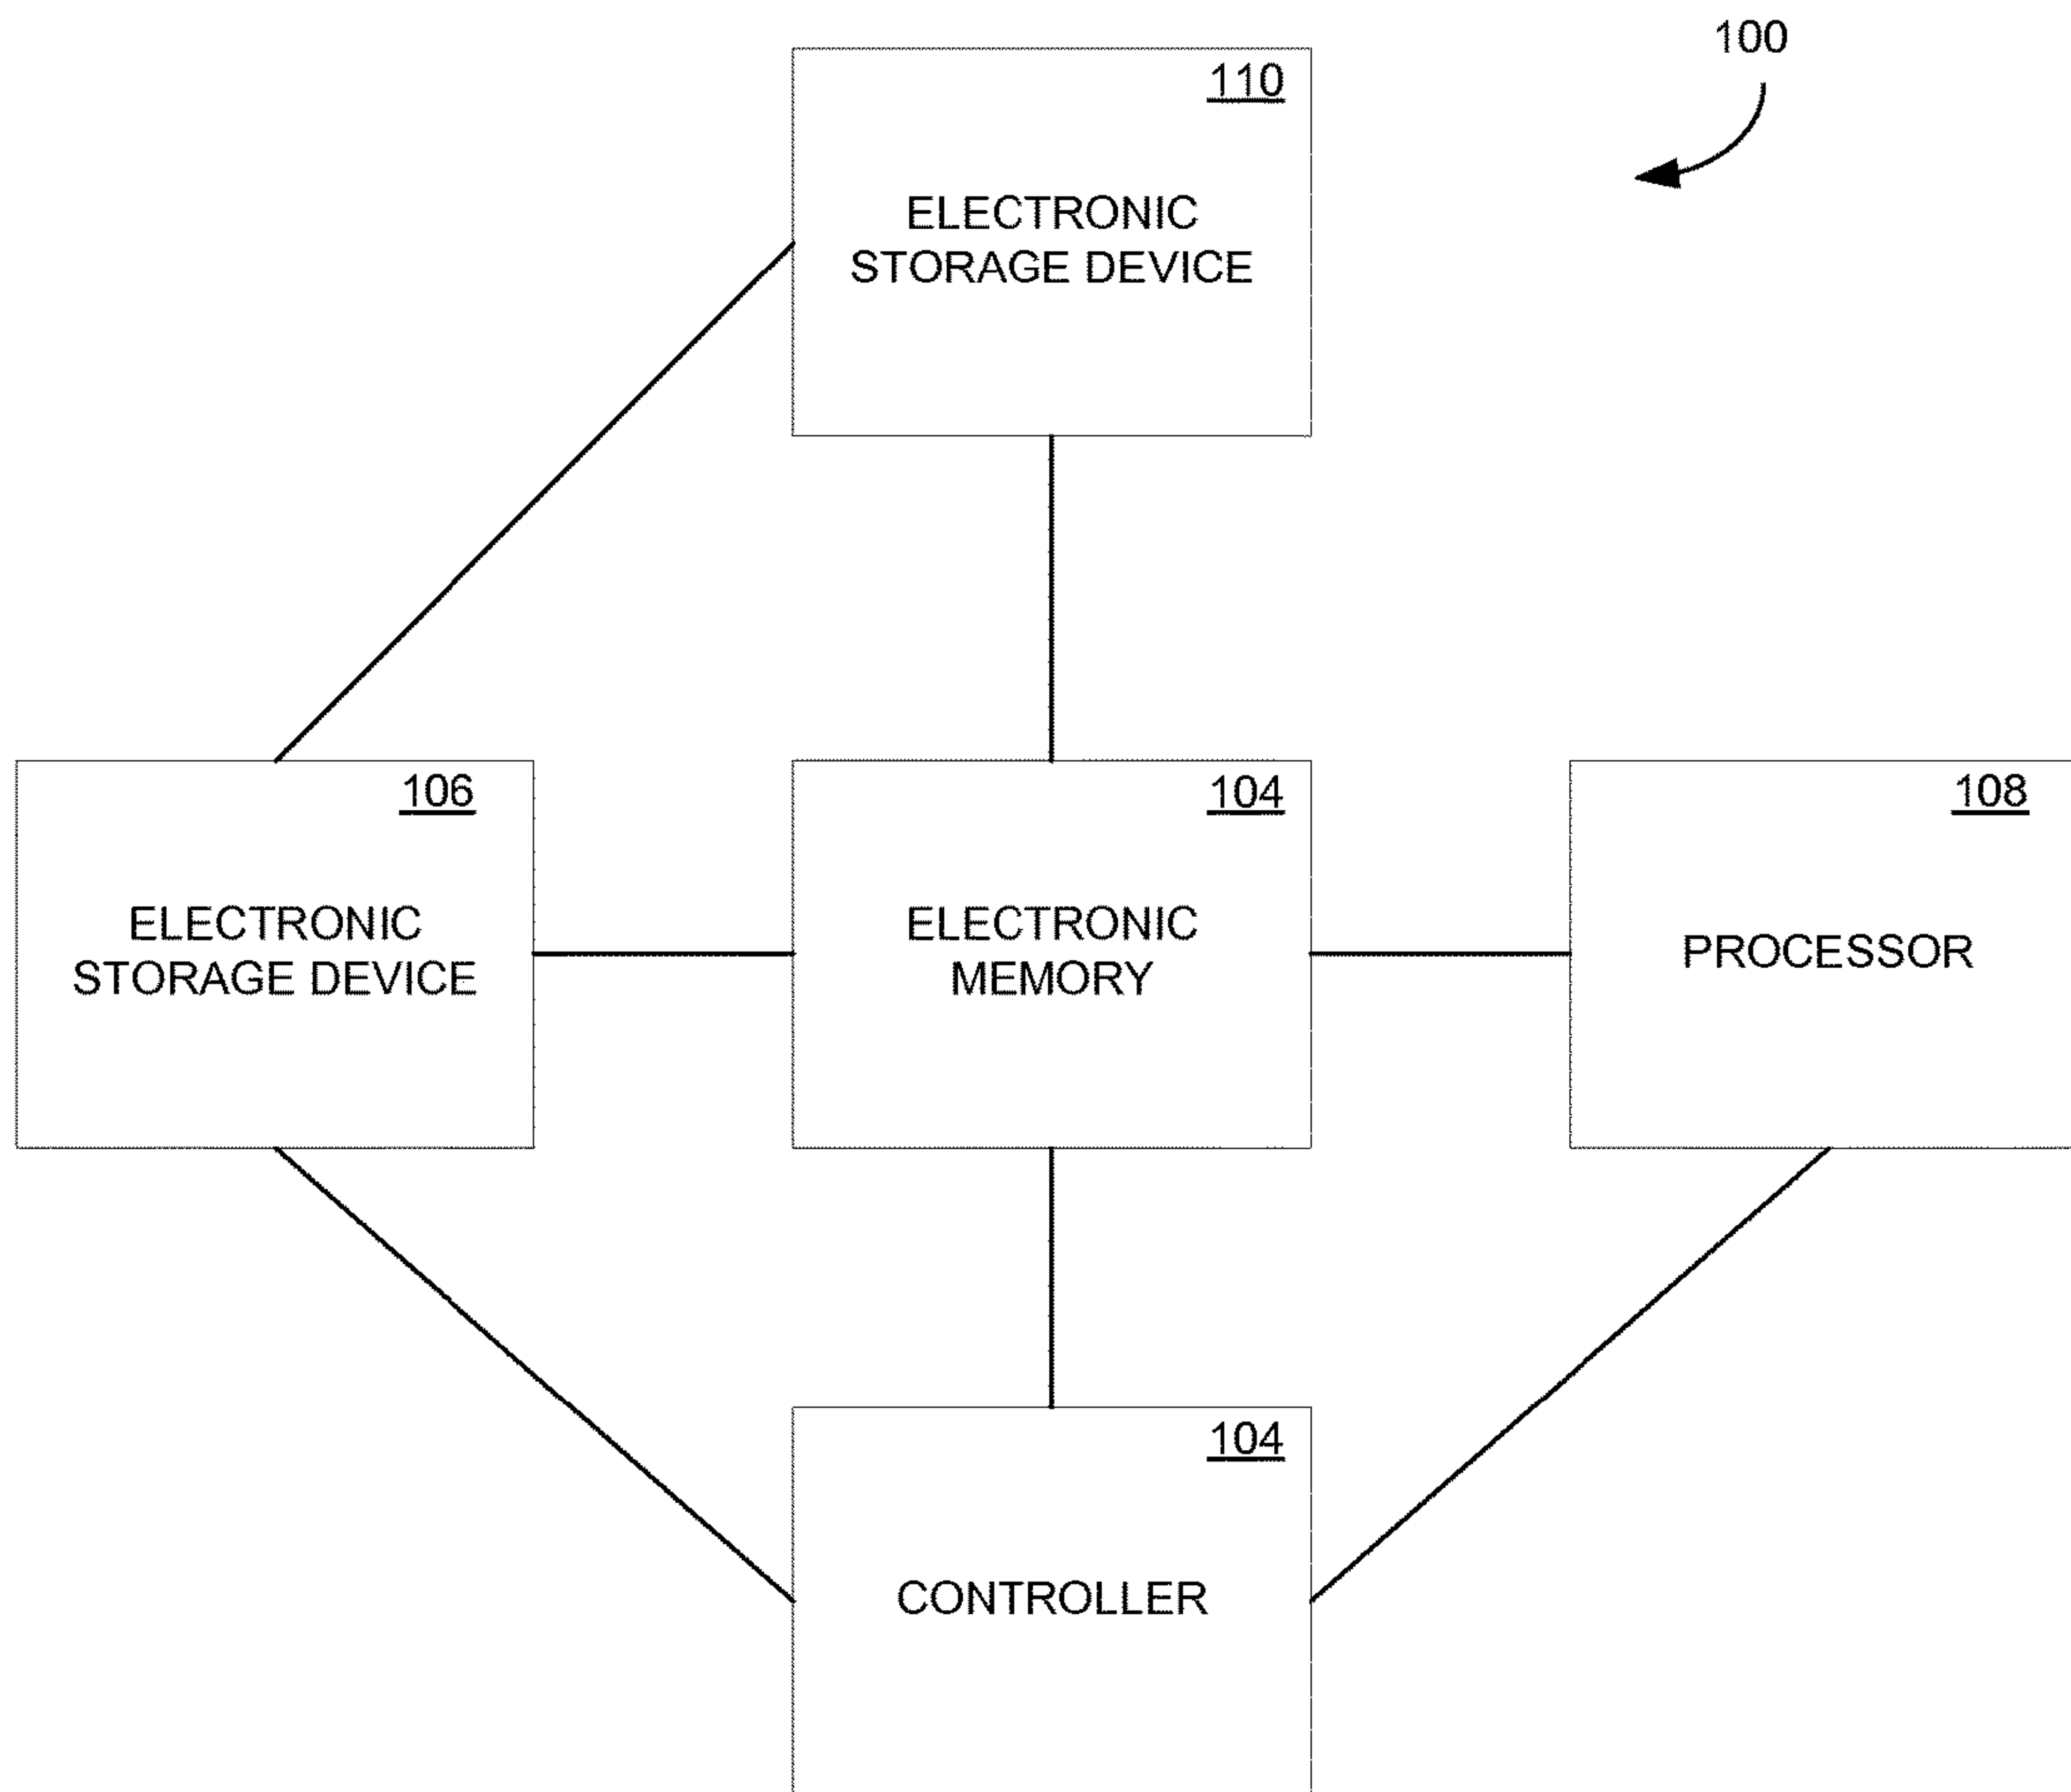 100
110
ELECTRONIC
STORAGE DEVICE
106
ELECTRONIC
STORAGE DEVICE
104
ELECTRONIC
MEMORY
108
PROCESSOR
104
CONTROLLER